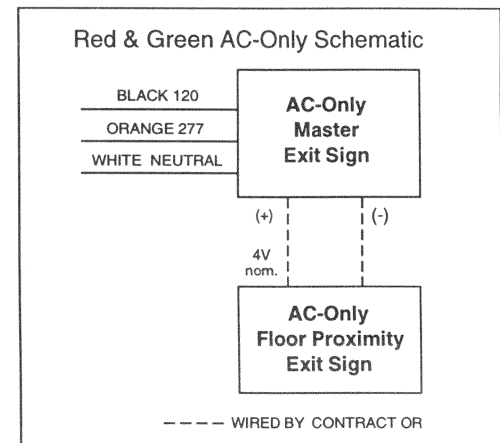 Red & Green AC-Only Schematic
BLACK 120
ORANGE 277
WHITE NEUTRAL
AC-Only
Master
Exit Sign
(+)
(-)
4V
nom.
AC-Only
Floor Proximity
Exit Sign
---- WIRED BY CONTRACT OR